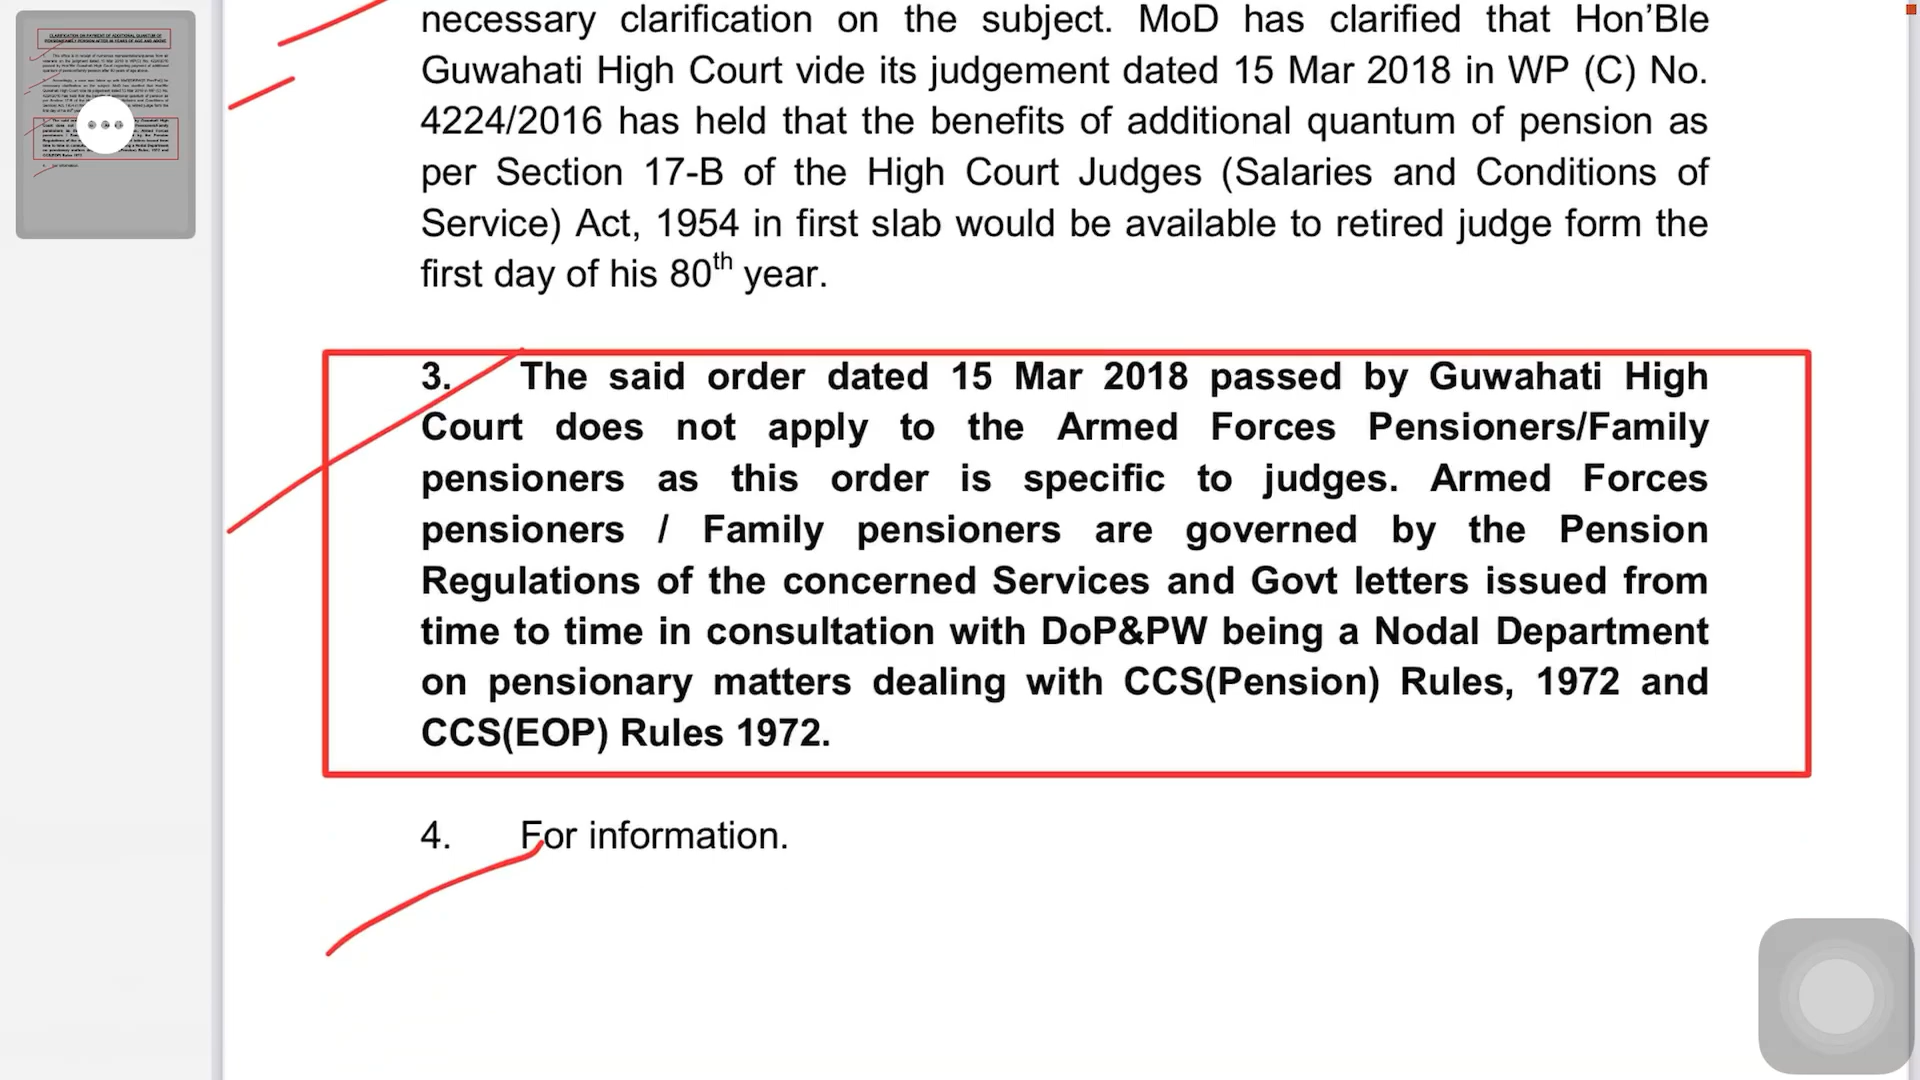 necessary clarification on the subject. MoD has clarified that Hon'Ble
Guwahati High Court vide its judgement dated 15 Mar 2018 in WP (C) No.
4224/2016 has held that the benefits of additional quantum of pension as
per Section 17-B of the High Court Judges (Salaries and Conditions of
Service) Act, 1954 in first slab would be available to retired judge form the
first day of his 80th year.
3. The said order dated 15 Mar 2018 passed by Guwahati High
Court does not apply to the Armed Forces Pensioners/Family
pensioners as this order is specific to judges. Armed Forces
pensioners / Family pensioners are governed by the Pension
Regulations of the concerned Services and Govt letters issued from
time to time in consultation with DoP&PW being a Nodal Department
on pensionary matters dealing with CCS(Pension) Rules, 1972 and
CCS(EOP) Rules 1972.
4. For information.